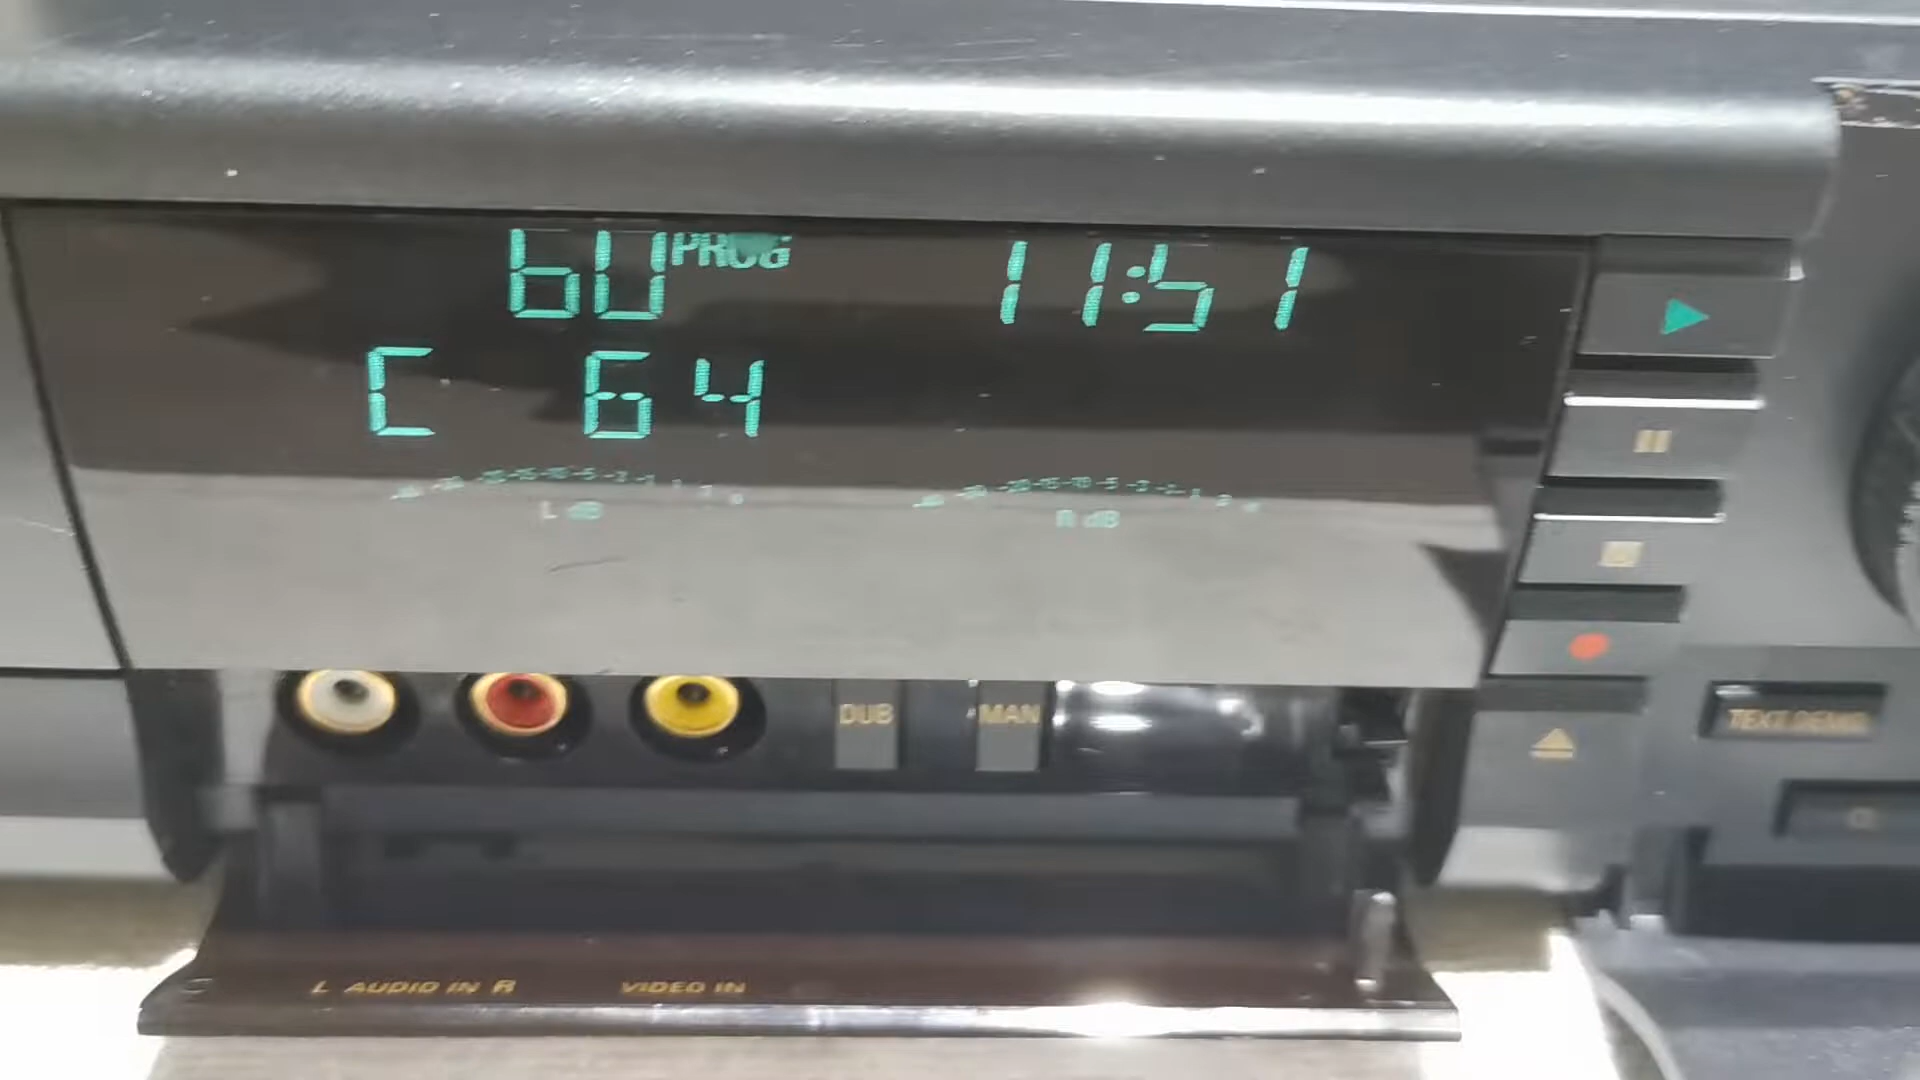 60 PROG 11:51
C 64
L dB R dB
DUB MAN
TEXT DEMO
L AUDIO IN R VIDEO IN